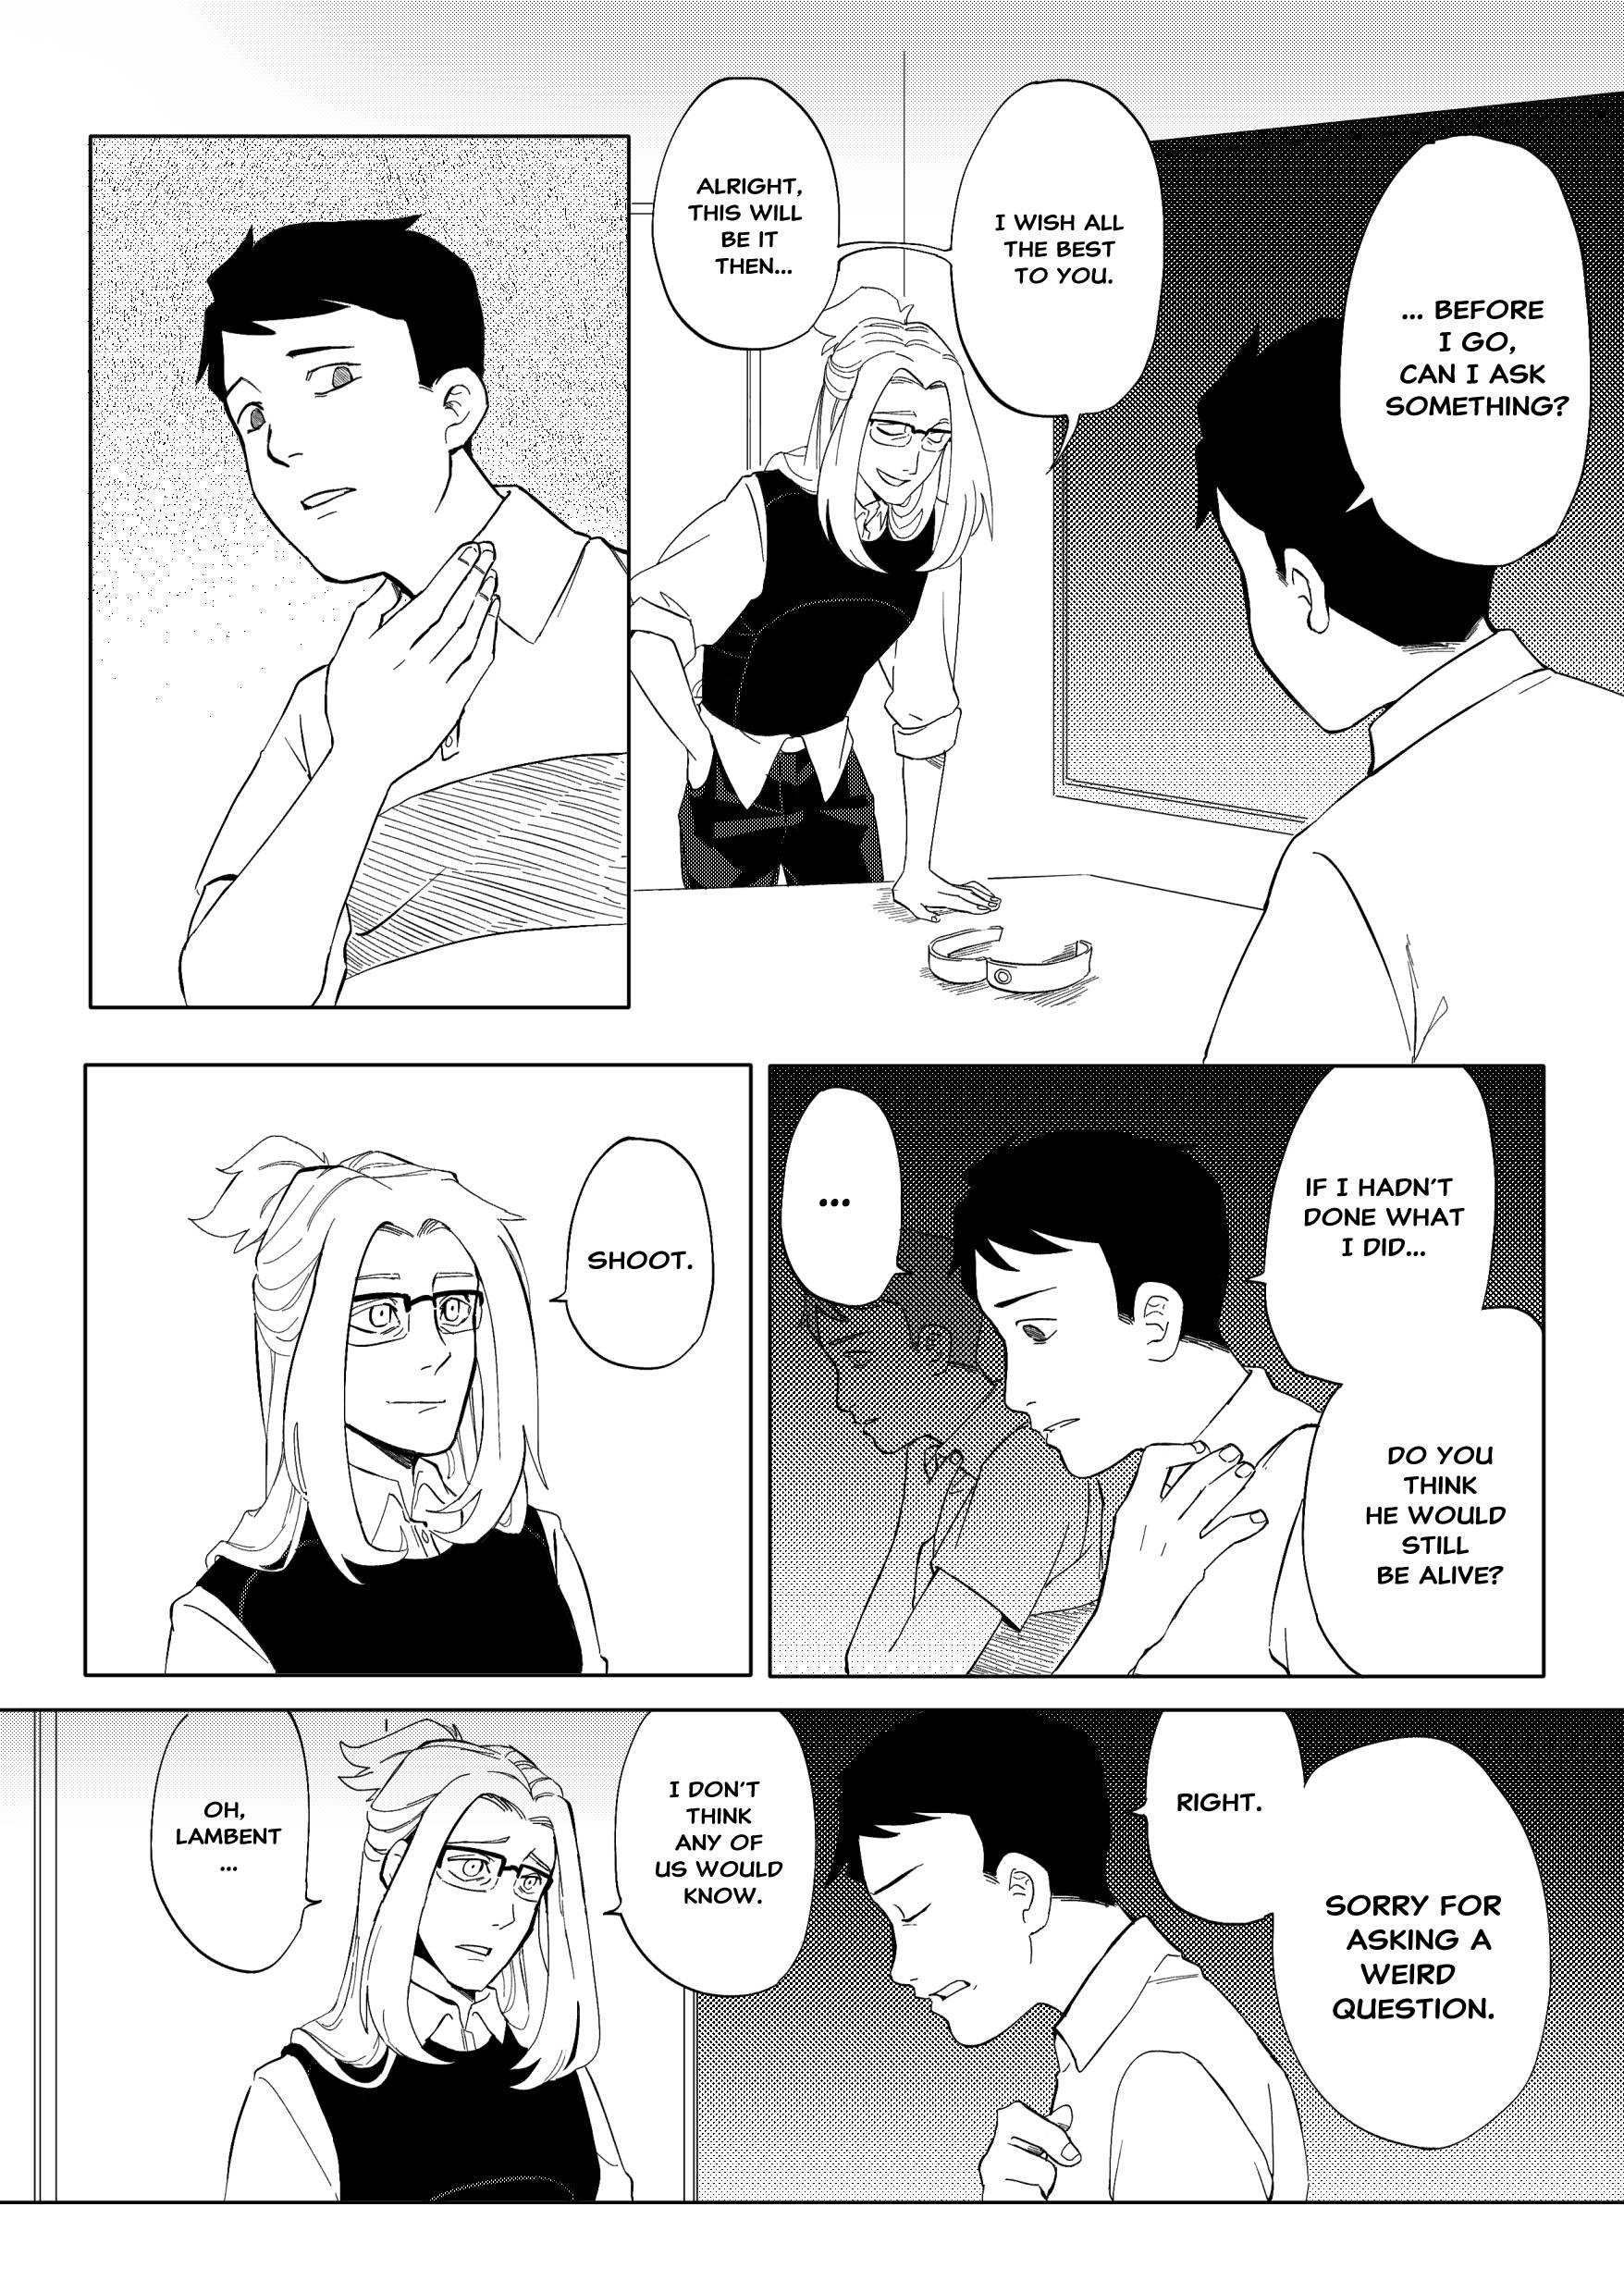 ALRIGHT,
THIS WILL
BE IT
THEN...
I WISH ALL
THE BEST
TO YOU.
... BEFORE
I GO,
CAN I ASK
SOMETHING?
SHOOT.
...
IF I HADN'T
DONE WHAT
I DID...
DO YOU
THINK
HE WOULD
STILL
BE ALIVE?
OH,
LAMBENT
...
I DON'T
THINK
ANY OF
US WOULD
KNOW.
RIGHT.
SORRY FOR
ASKING A
WEIRD
QUESTION.